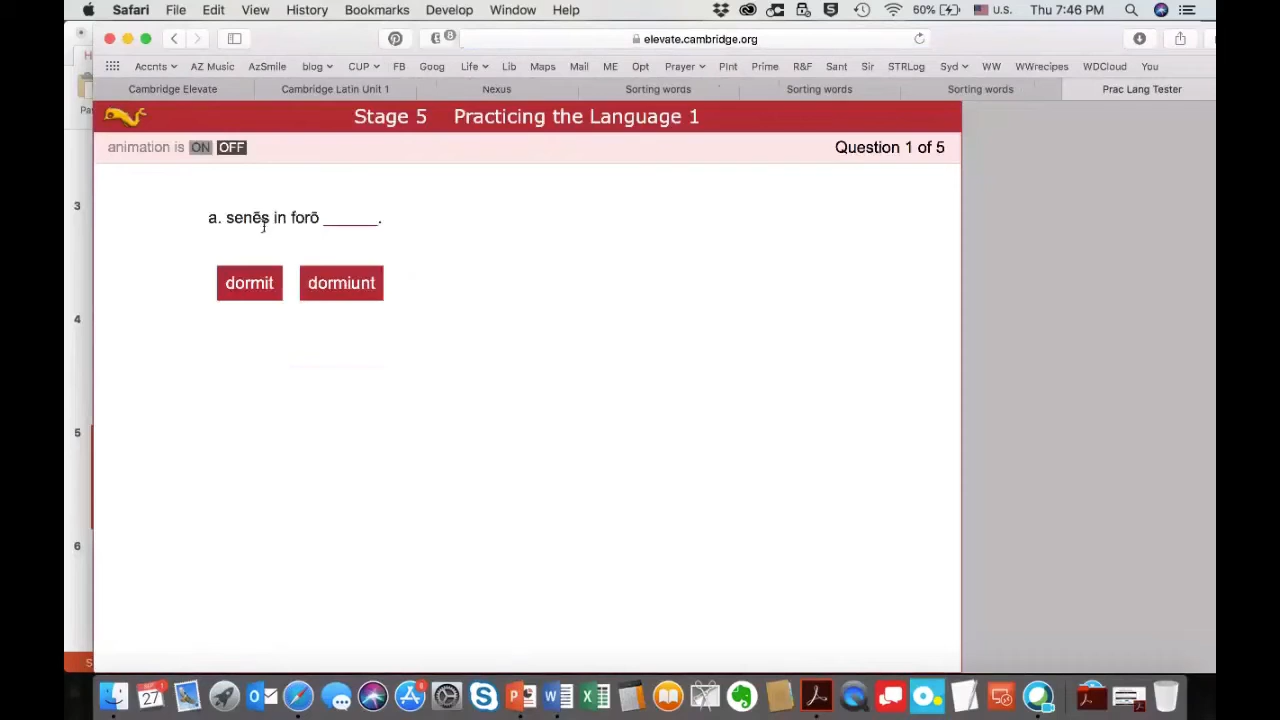 Safari File Edit View History Bookmarks Develop Window Help 60% U.S. Thu 7:46 PM
8 elevate.cambridge.org
Accnts AZ Music AzSmile blog CUP FB Goog Life Lib Maps Mail ME Opt Prayer PInt Prime R&F Sant Sir STRLog Syd WW WWrecipes WDCloud You
Cambridge Elevate Cambridge Latin Unit 1 Nexus Sorting words Sorting words Sorting words Prac Lang Tester
Stage 5 Practicing the Language 1
animation is ON OFF Question 1 of 5
3
a. senēs in forō ______.
dormit dormiunt
4
5
6